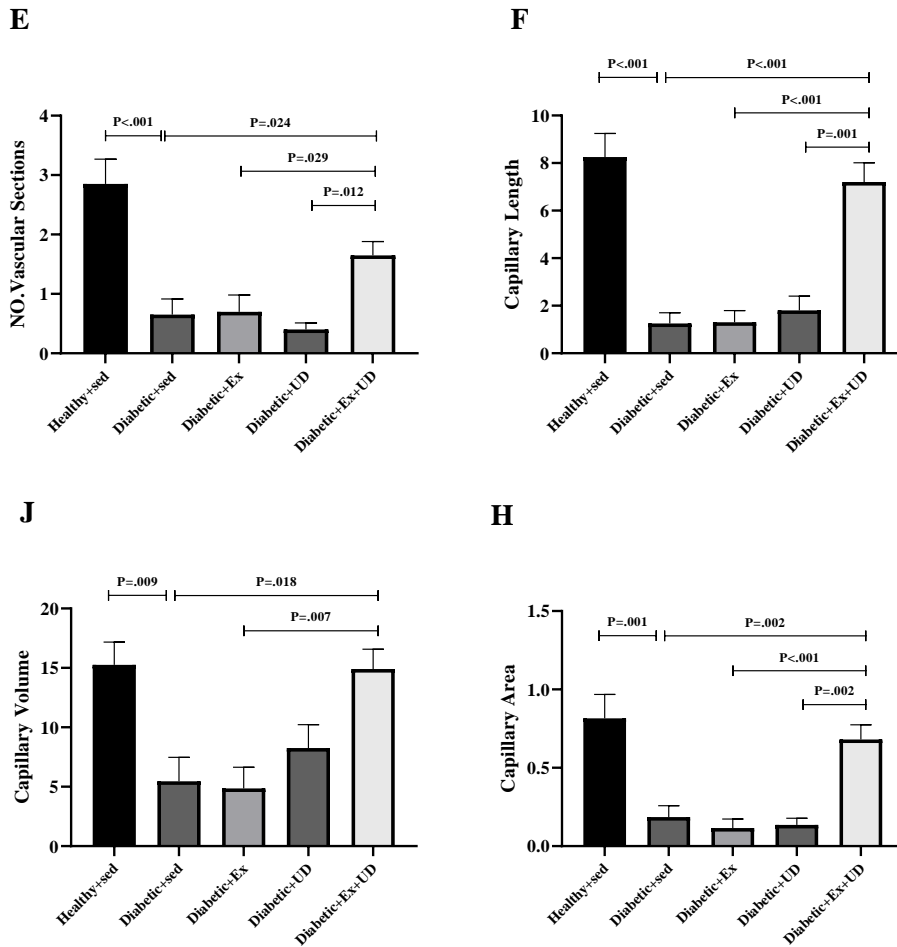 E
P<.001
P=.024
P=.029
P=.012
NO.Vascular Sections
4
3
2
1
0
Healthy+sed
Diabetic+sed
Diabetic+Ex
Diabetic+UD
Diabetic+Ex+UD
F
P<.001
P<.001
P<.001
P=.001
Capillary Length
10
8
6
4
2
0
Healthy+sed
Diabetic+sed
Diabetic+Ex
Diabetic+UD
Diabetic+Ex+UD
J
P=.009
P=.018
P=.007
Capillary Volume
20
15
10
5
0
Healthy+sed
Diabetic+sed
Diabetic+Ex
Diabetic+UD
Diabetic+Ex+UD
H
P=.001
P=.002
P<.001
P=.002
Capillary Area
1.5
1.0
0.5
0.0
Healthy+sed
Diabetic+sed
Diabetic+Ex
Diabetic+UD
Diabetic+Ex+UD